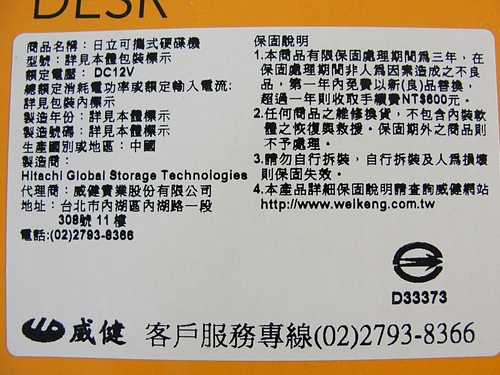 DESK
商品名稱：日立可攜式硬碟機
型號：詳見本體包裝標示
額定電壓： DC12V
總額定消耗電功率或額定輸入電流:
詳見包裝內標示
製造年份：詳見本體標示
製造號碼：詳見本體標示
生產國別或地區：中國
製造商：
Hitachi Global Storage Technologies
代理商：威健實業股份有限公司
地址：台北市內湖區內湖路一段
308號 11 樓
電話:(02)2793-8366
保固說明
1.本商品有限保固處理期間爲三年，在
保固處理期間非人爲因素造成之不良
品，第一年內免費以新(良)品替換，
超過一年則收取手續費NT$600元。
2.任何商品之維修換貨，不包含內裝軟
體之恢復與救援。保固期外之商品則
不予處理。
3.請勿自行拆裝，自行拆裝及人爲損壞
則保固失效。
4.本產品詳細保固說明請查詢威健網站
http://www.weikeng.com.tw
D33373
威健 客戶服務專線(02)2793-8366